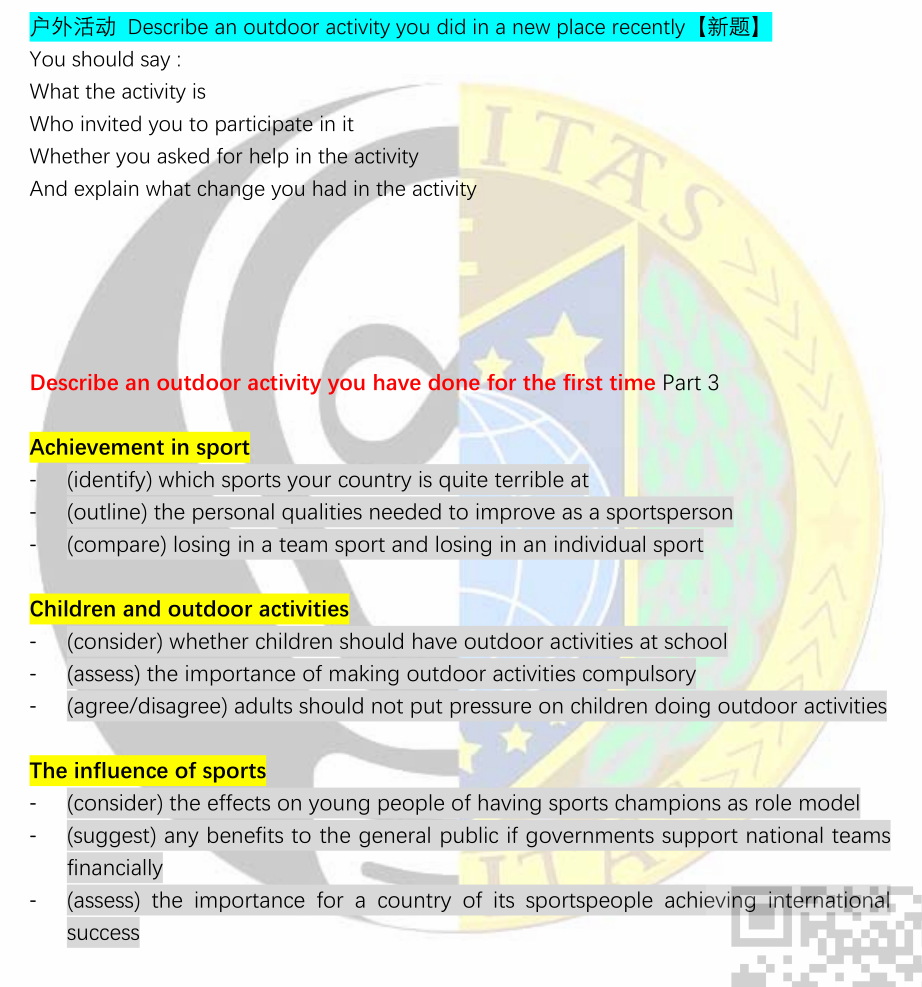 户外活动 Describe an outdoor activity you did in a new place recently【新题】
You should say :
What the activity is
Who invited you to participate in it
Whether you asked for help in the activity
And explain what change you had in the activity
Describe an outdoor activity you have done for the first time Part 3
Achievement in sport
- (identify) which sports your country is quite terrible at
- (outline) the personal qualities needed to improve as a sportsperson
- (compare) losing in a team sport and losing in an individual sport
Children and outdoor activities
- (consider) whether children should have outdoor activities at school
- (assess) the importance of making outdoor activities compulsory
- (agree/disagree) adults should not put pressure on children doing outdoor activities
The influence of sports
- (consider) the effects on young people of having sports champions as role model
- (suggest) any benefits to the general public if governments support national teams
financially
- (assess) the importance for a country of its sportspeople achieving international
success